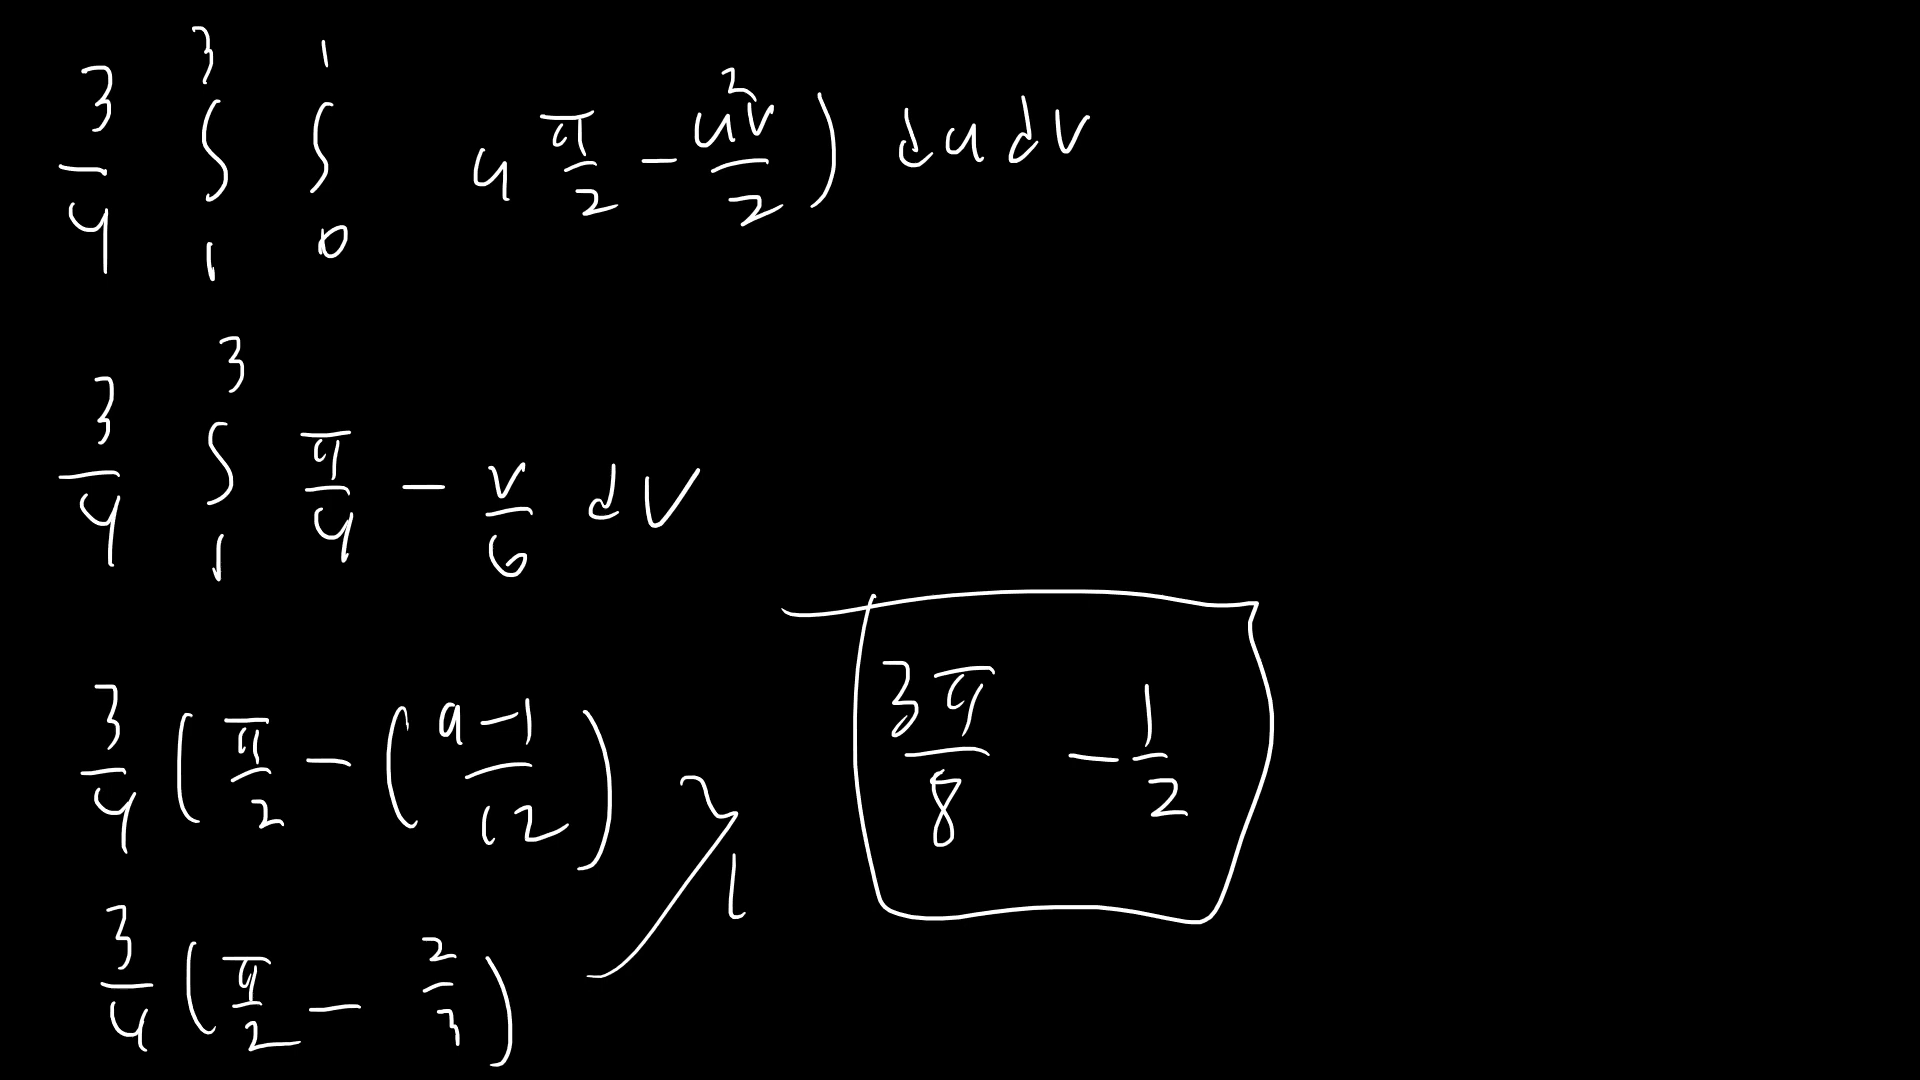 3/4 ∫₁³ ∫₀¹ u π/2 − u²v/2 ) du dv
3/4 ∫₁³ π/4 − v/6 dv
3/4 ( π/2 − ( 9−1/12 )
3/4 ( π/2 − 2/3 )
3π/8 − 1/2